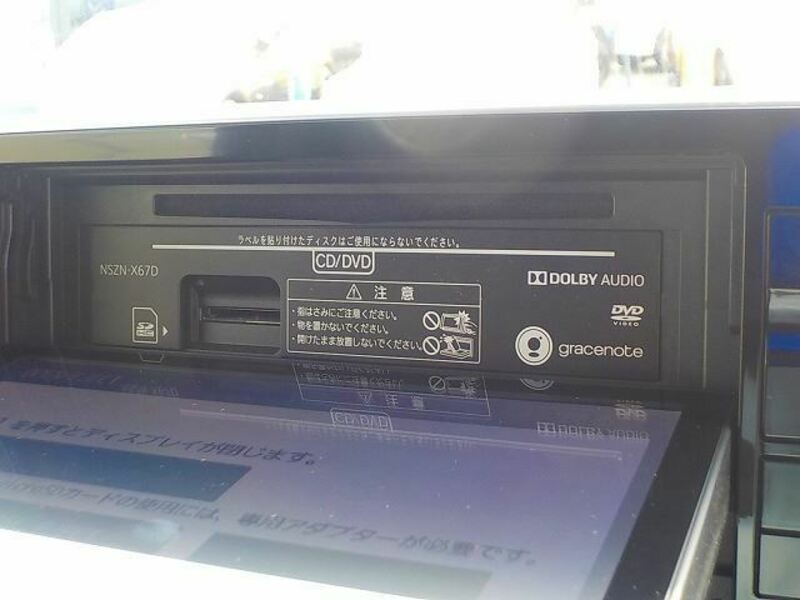 ラベルを貼り付けたディスクはご使用にならないでください。
CD/DVD
NSZN-X67D
DOLBY AUDIO
注 意
・指はさみにご注意ください。
・物を置かないでください。
・開けたまま放置しないでください。
SD
DVD
VIDEO
gracenote
を押すとディスプレイが閉じます。
カードの使用には、専用アダプターが必要です。